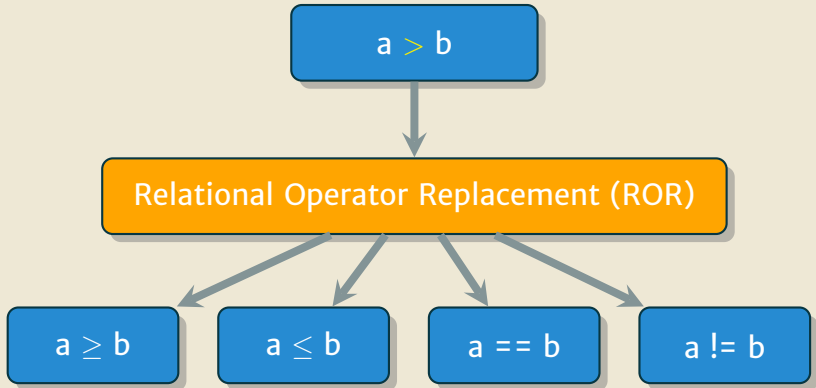 a > b
Relational Operator Replacement (ROR)
a ≥ b
a ≤ b
a == b
a != b